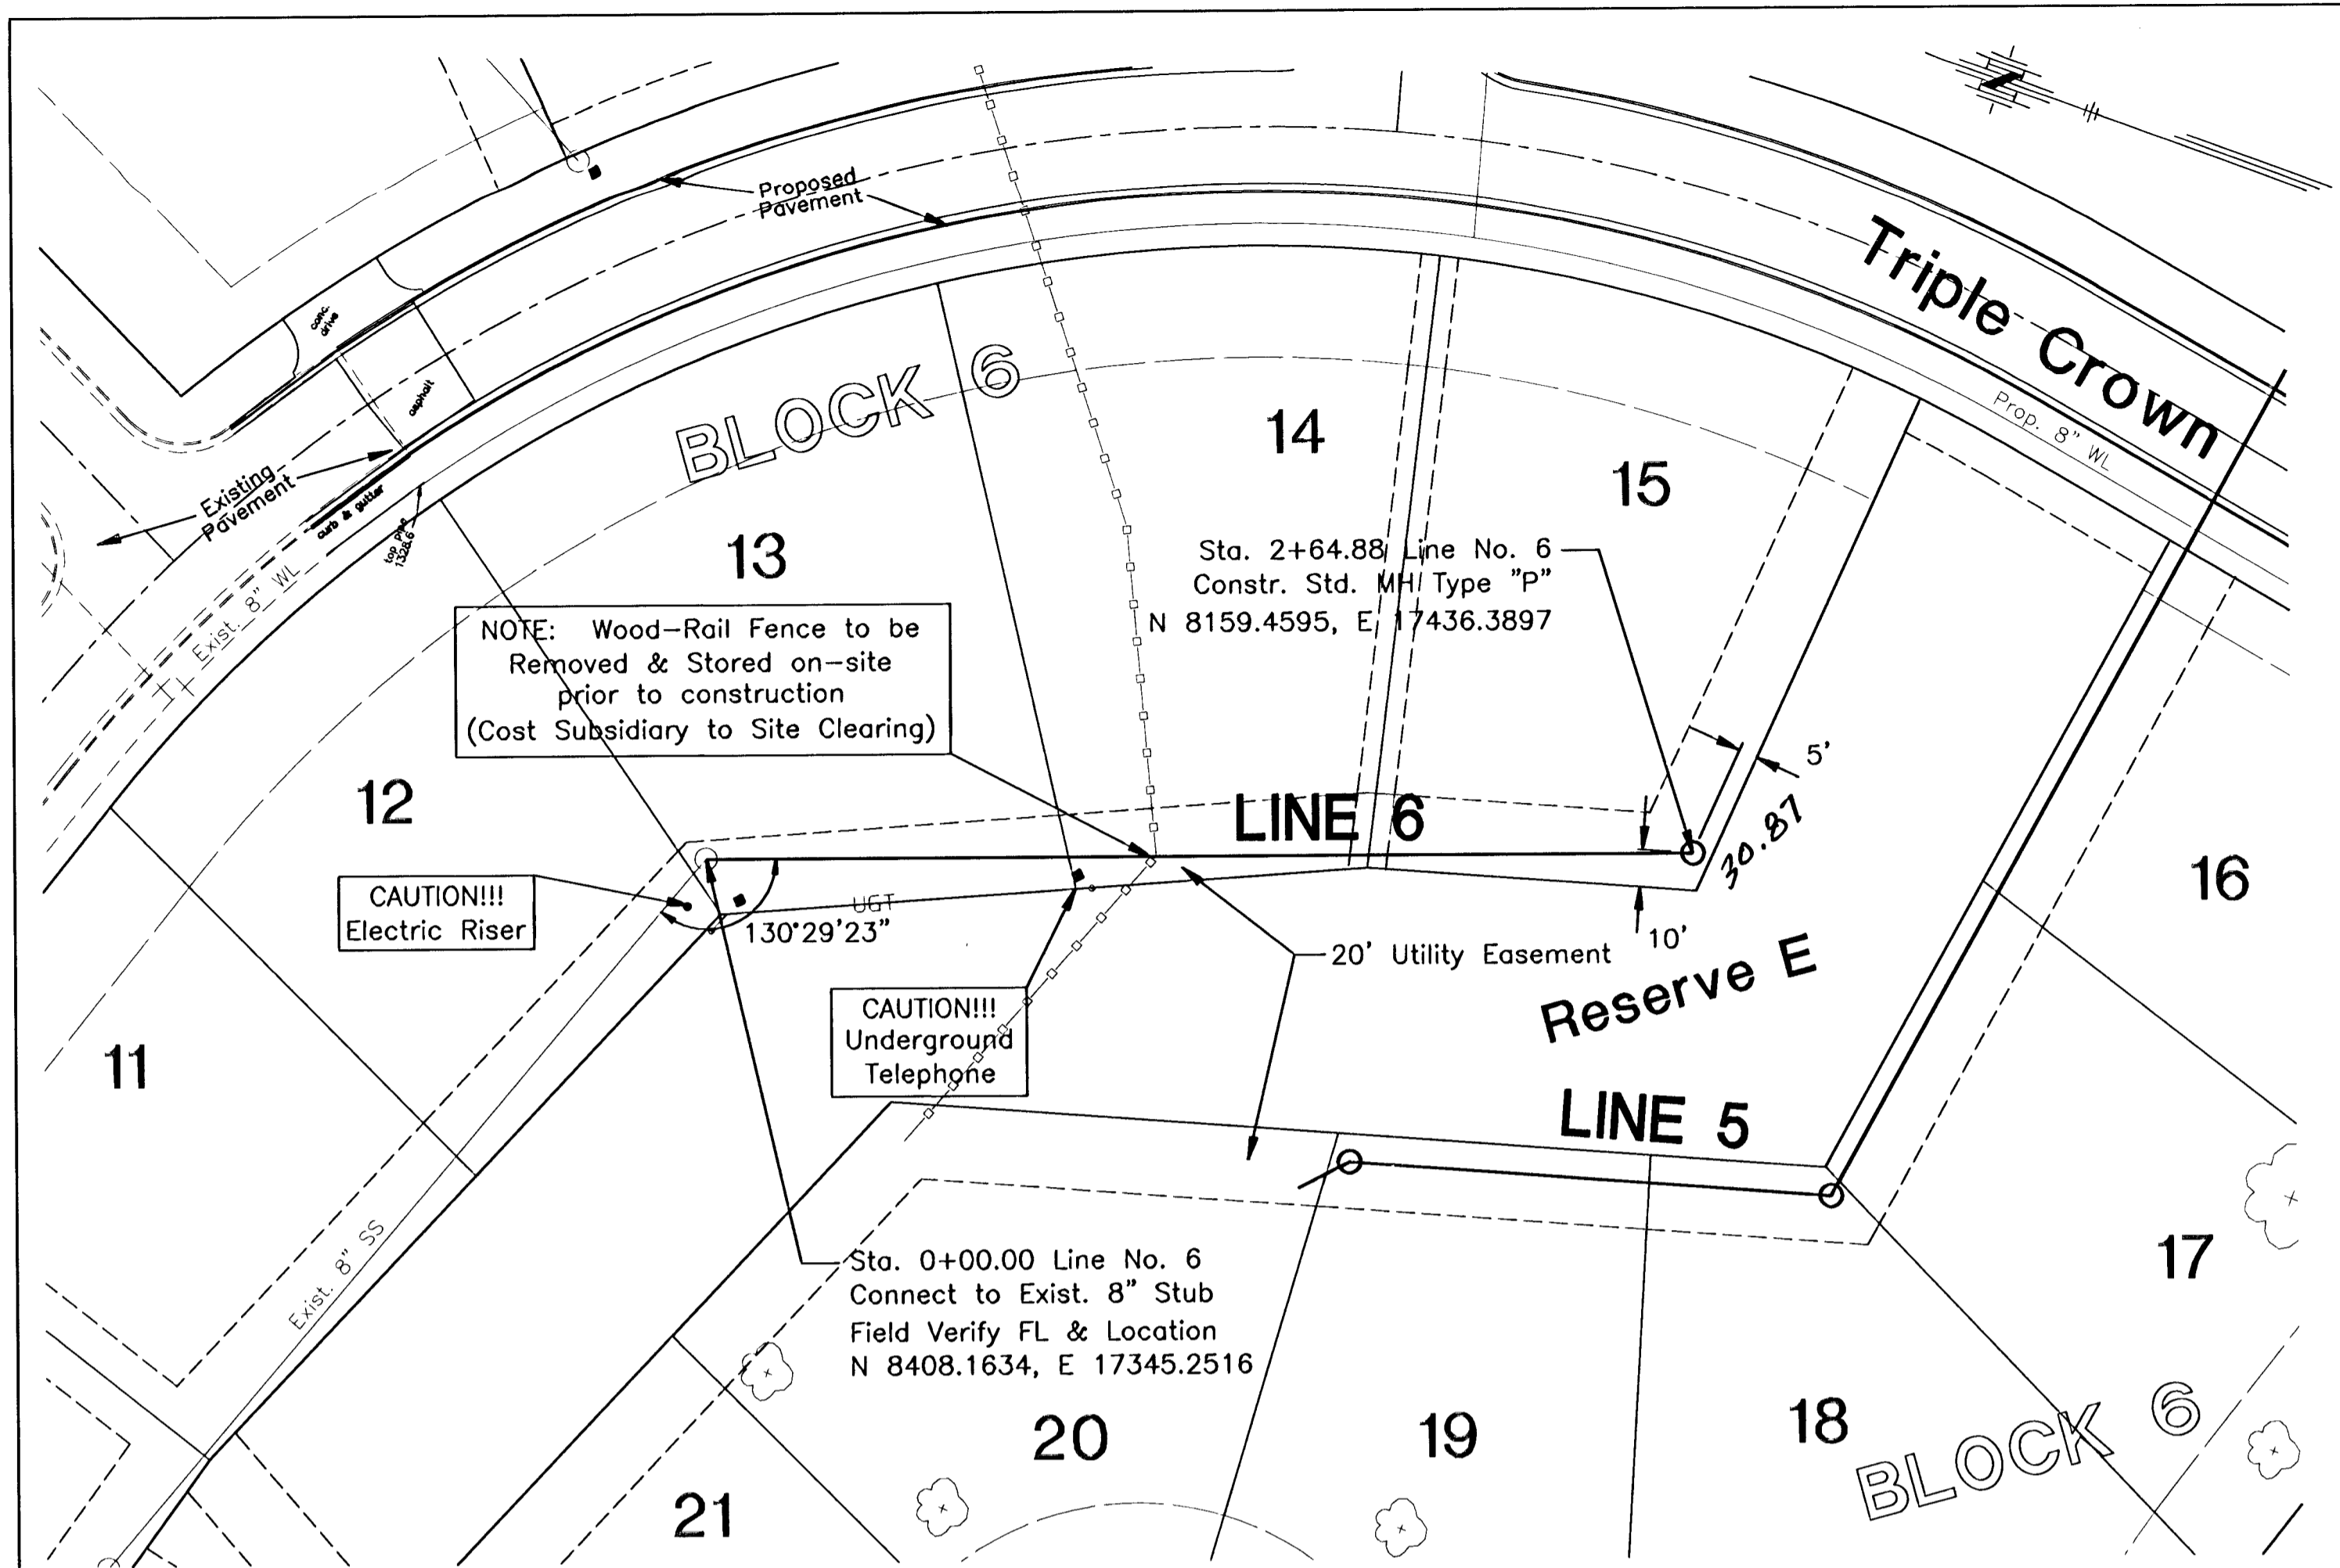 Proposed
Pavement
Triple Crown
conc.
drive
asphalt
BLOCK 6
14
15
Prop. 8" WL
Existing
Pavement
curb & gutter
top pipe
1328.6
Exist. 8" WL
13
Sta. 2+64.88 Line No. 6
Constr. Std. MH Type "P"
N 8159.4595, E 17436.3897
NOTE: Wood-Rail Fence to be
Removed & Stored on-site
prior to construction
(Cost Subsidiary to Site Clearing)
5'
12
LINE 6
30.87
16
CAUTION!!!
Electric Riser
UGT
130°29'23"
10'
20' Utility Easement
Reserve E
CAUTION!!!
Underground
Telephone
11
LINE 5
Exist. 8" SS
17
Sta. 0+00.00 Line No. 6
Connect to Exist. 8" Stub
Field Verify FL & Location
N 8408.1634, E 17345.2516
20
19
18
BLOCK 6
21